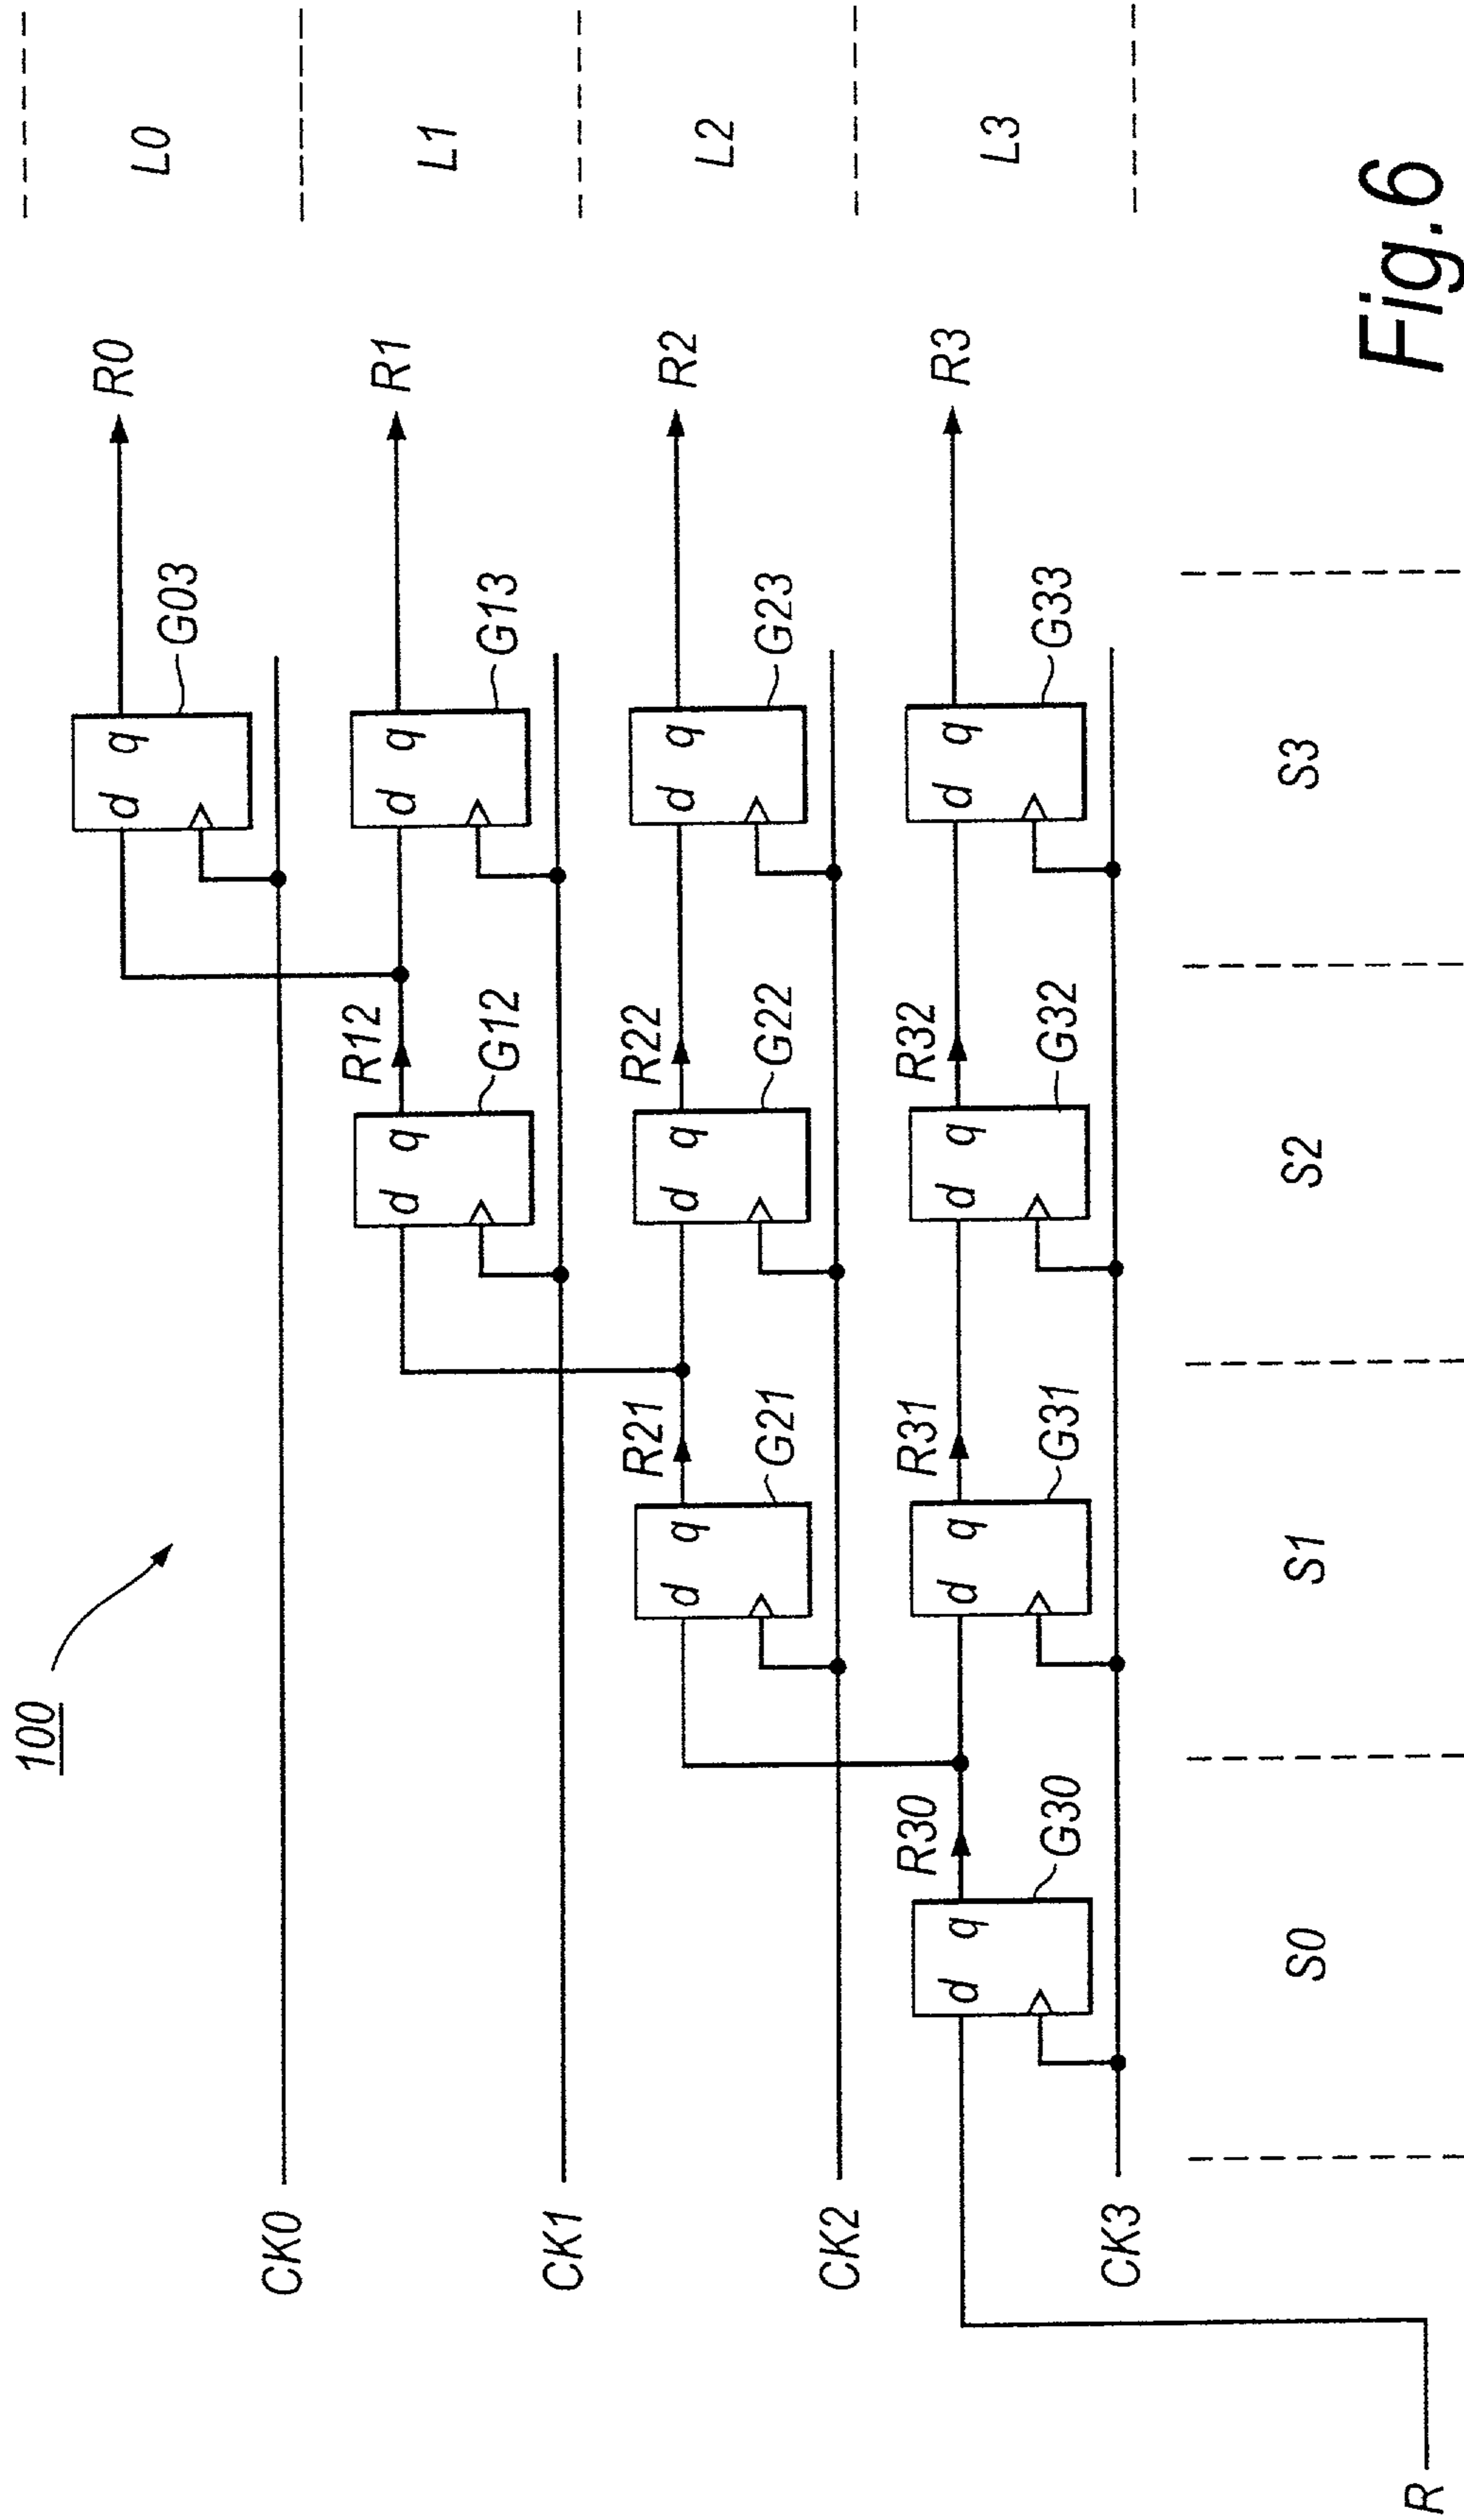 100
L0
R0
G03
d q
CK0
L1
R1
R12
G12
G13
d q
d q
CK1
L2
R2
R21
R22
G21
G22
G23
d q
d q
d q
CK2
L3
R3
R30
R31
R32
G30
G31
G32
G33
d q
d q
d q
d q
CK3
S0
S1
S2
S3
R
Fig.6